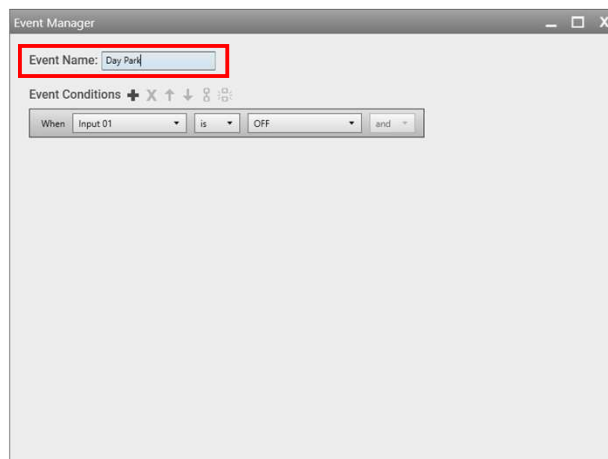 Event Manager
Event Name: Day Park
Event Conditions
When Input 01 is OFF and